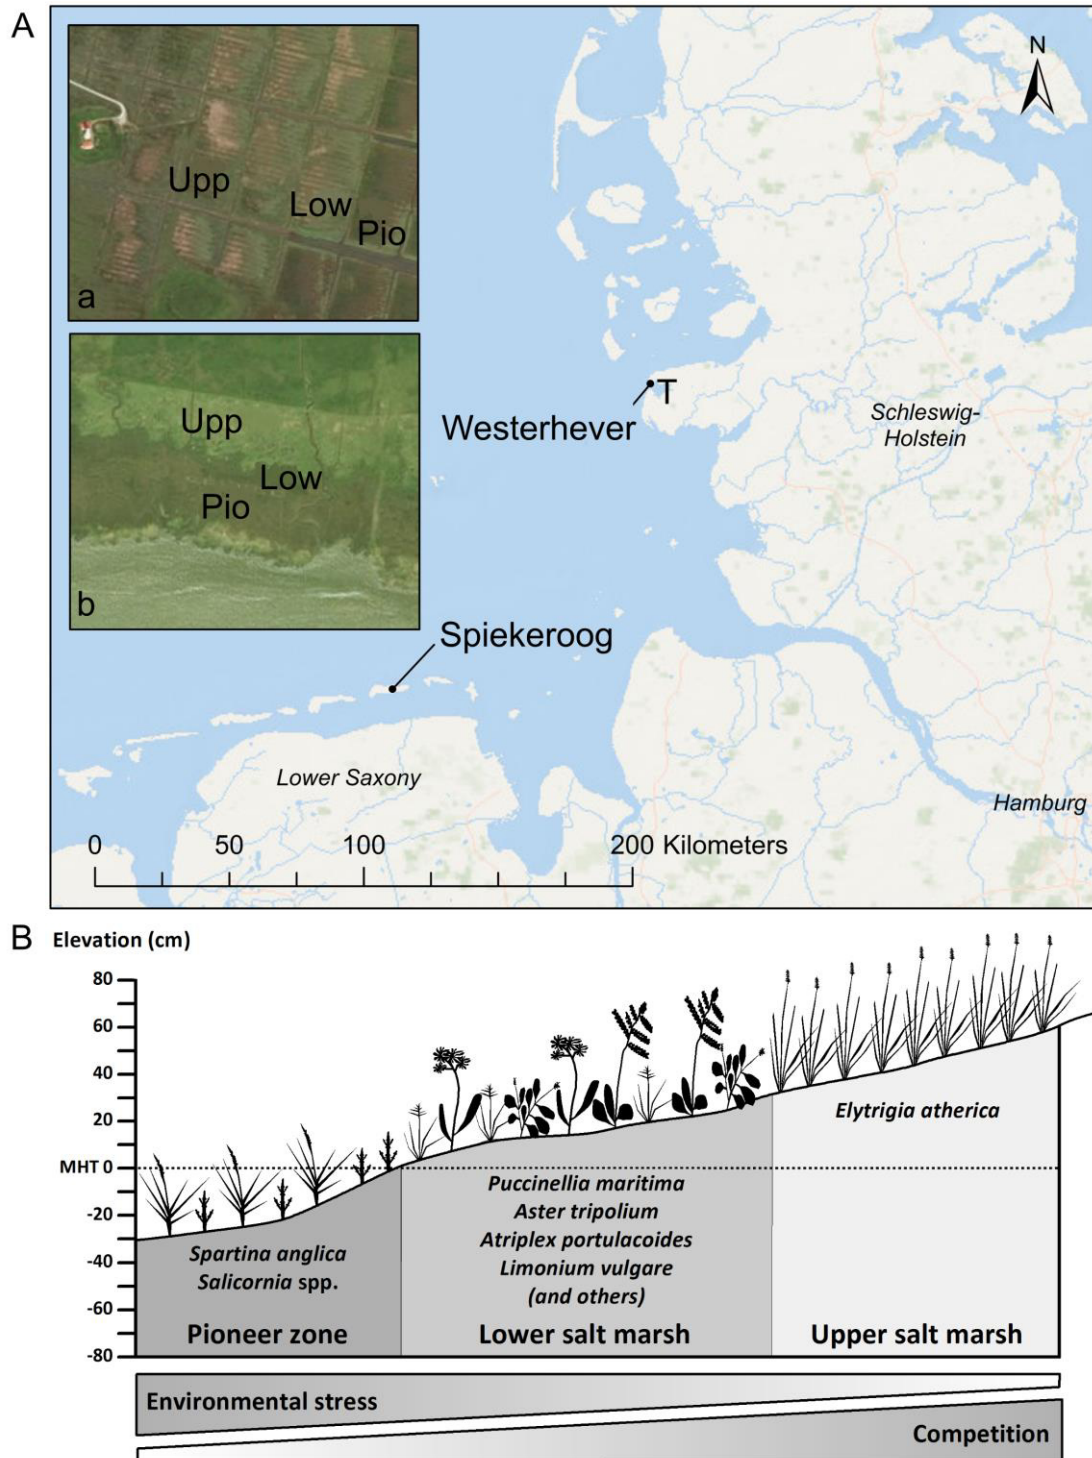 A
N
Upp
Low
Pio
a
Upp
Low
Pio
b
T
Westerhever
Schleswig-
Holstein
Spiekeroog
Lower Saxony
Hamburg
0 50 100 200 Kilometers
B Elevation (cm)
80
60
40
20
MHT 0
-20
-40
-60
-80
Spartina anglica
Salicornia spp.
Pioneer zone
Puccinellia maritima
Aster tripolium
Atriplex portulacoides
Limonium vulgare
(and others)
Lower salt marsh
Elytrigia atherica
Upper salt marsh
Environmental stress
Competition